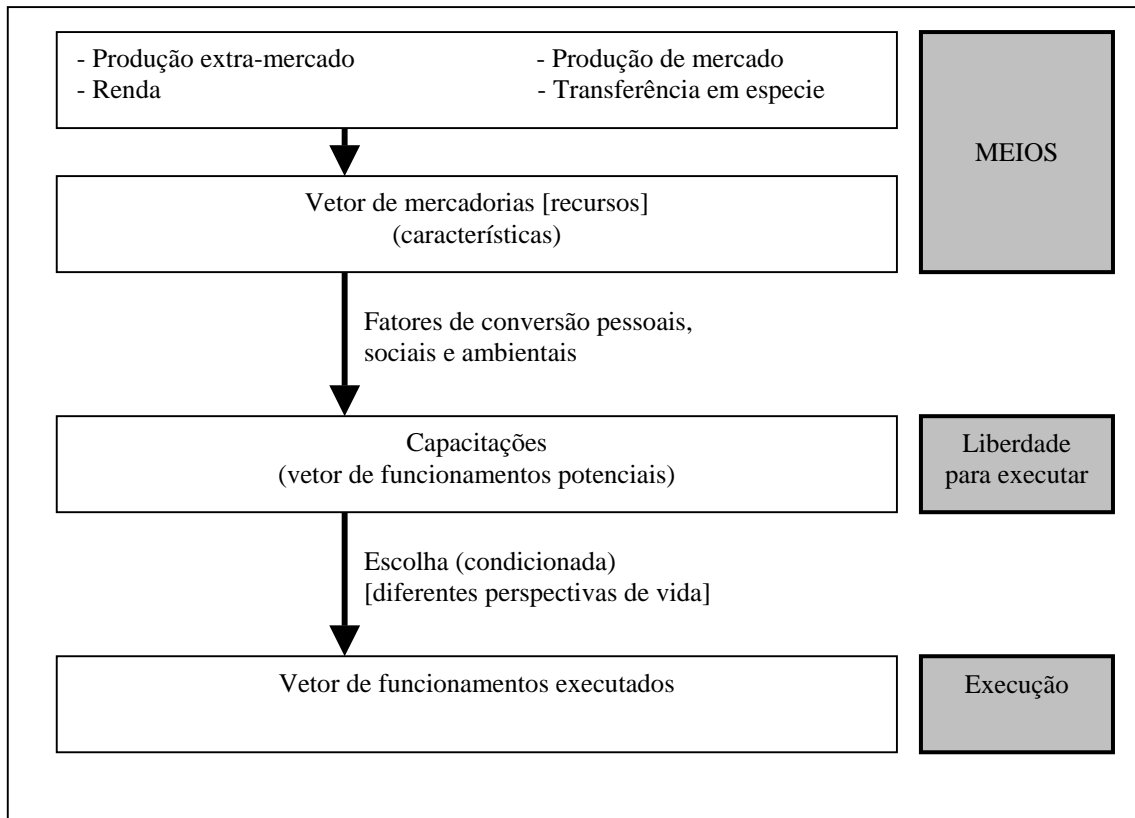 - Produção extra-mercado - Produção de mercado
- Renda - Transferência em especie
MEIOS
Vetor de mercadorias [recursos]
(características)
Fatores de conversão pessoais,
sociais e ambientais
Capacitações
(vetor de funcionamentos potenciais)
Liberdade
para executar
Escolha (condicionada)
[diferentes perspectivas de vida]
Vetor de funcionamentos executados
Execução